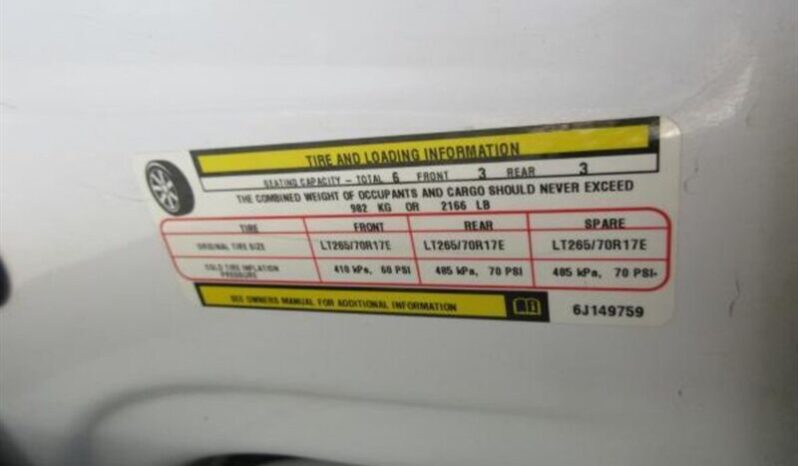 TIRE AND LOADING INFORMATION
SEATING CAPACITY - TOTAL 6 FRONT 3 REAR 3
THE COMBINED WEIGHT OF OCCUPANTS AND CARGO SHOULD NEVER EXCEED
982 KG OR 2166 LB
TIRE FRONT REAR SPARE
ORIGINAL TIRE SIZE LT265/70R17E LT265/70R17E LT265/70R17E
COLD TIRE INFLATION PRESSURE 410 kPa, 60 PSI 485 kPa, 70 PSI 485 kPa, 70 PSI
SEE OWNERS MANUAL FOR ADDITIONAL INFORMATION
6J149759